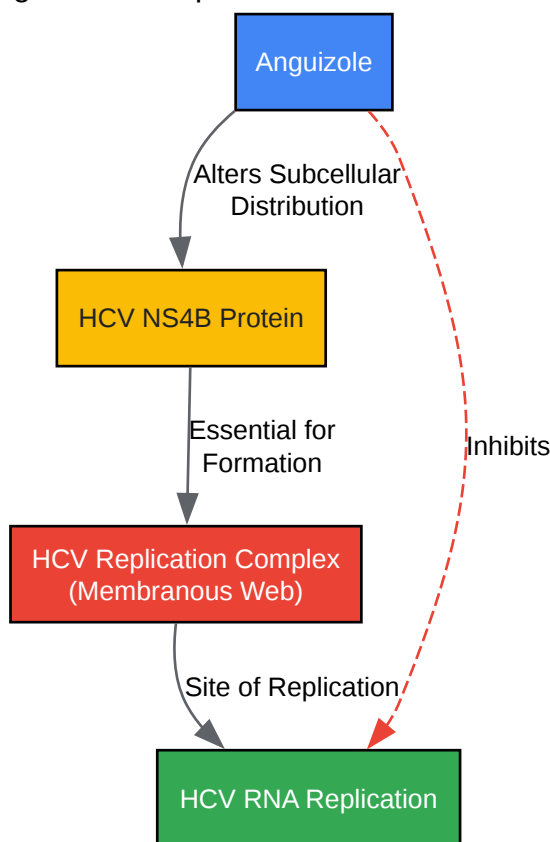 Anguizole
Alters Subcellular
Distribution
HCV NS4B Protein
Essential for
Formation
Inhibits
HCV Replication Complex
(Membranous Web)
Site of Replication
HCV RNA Replication